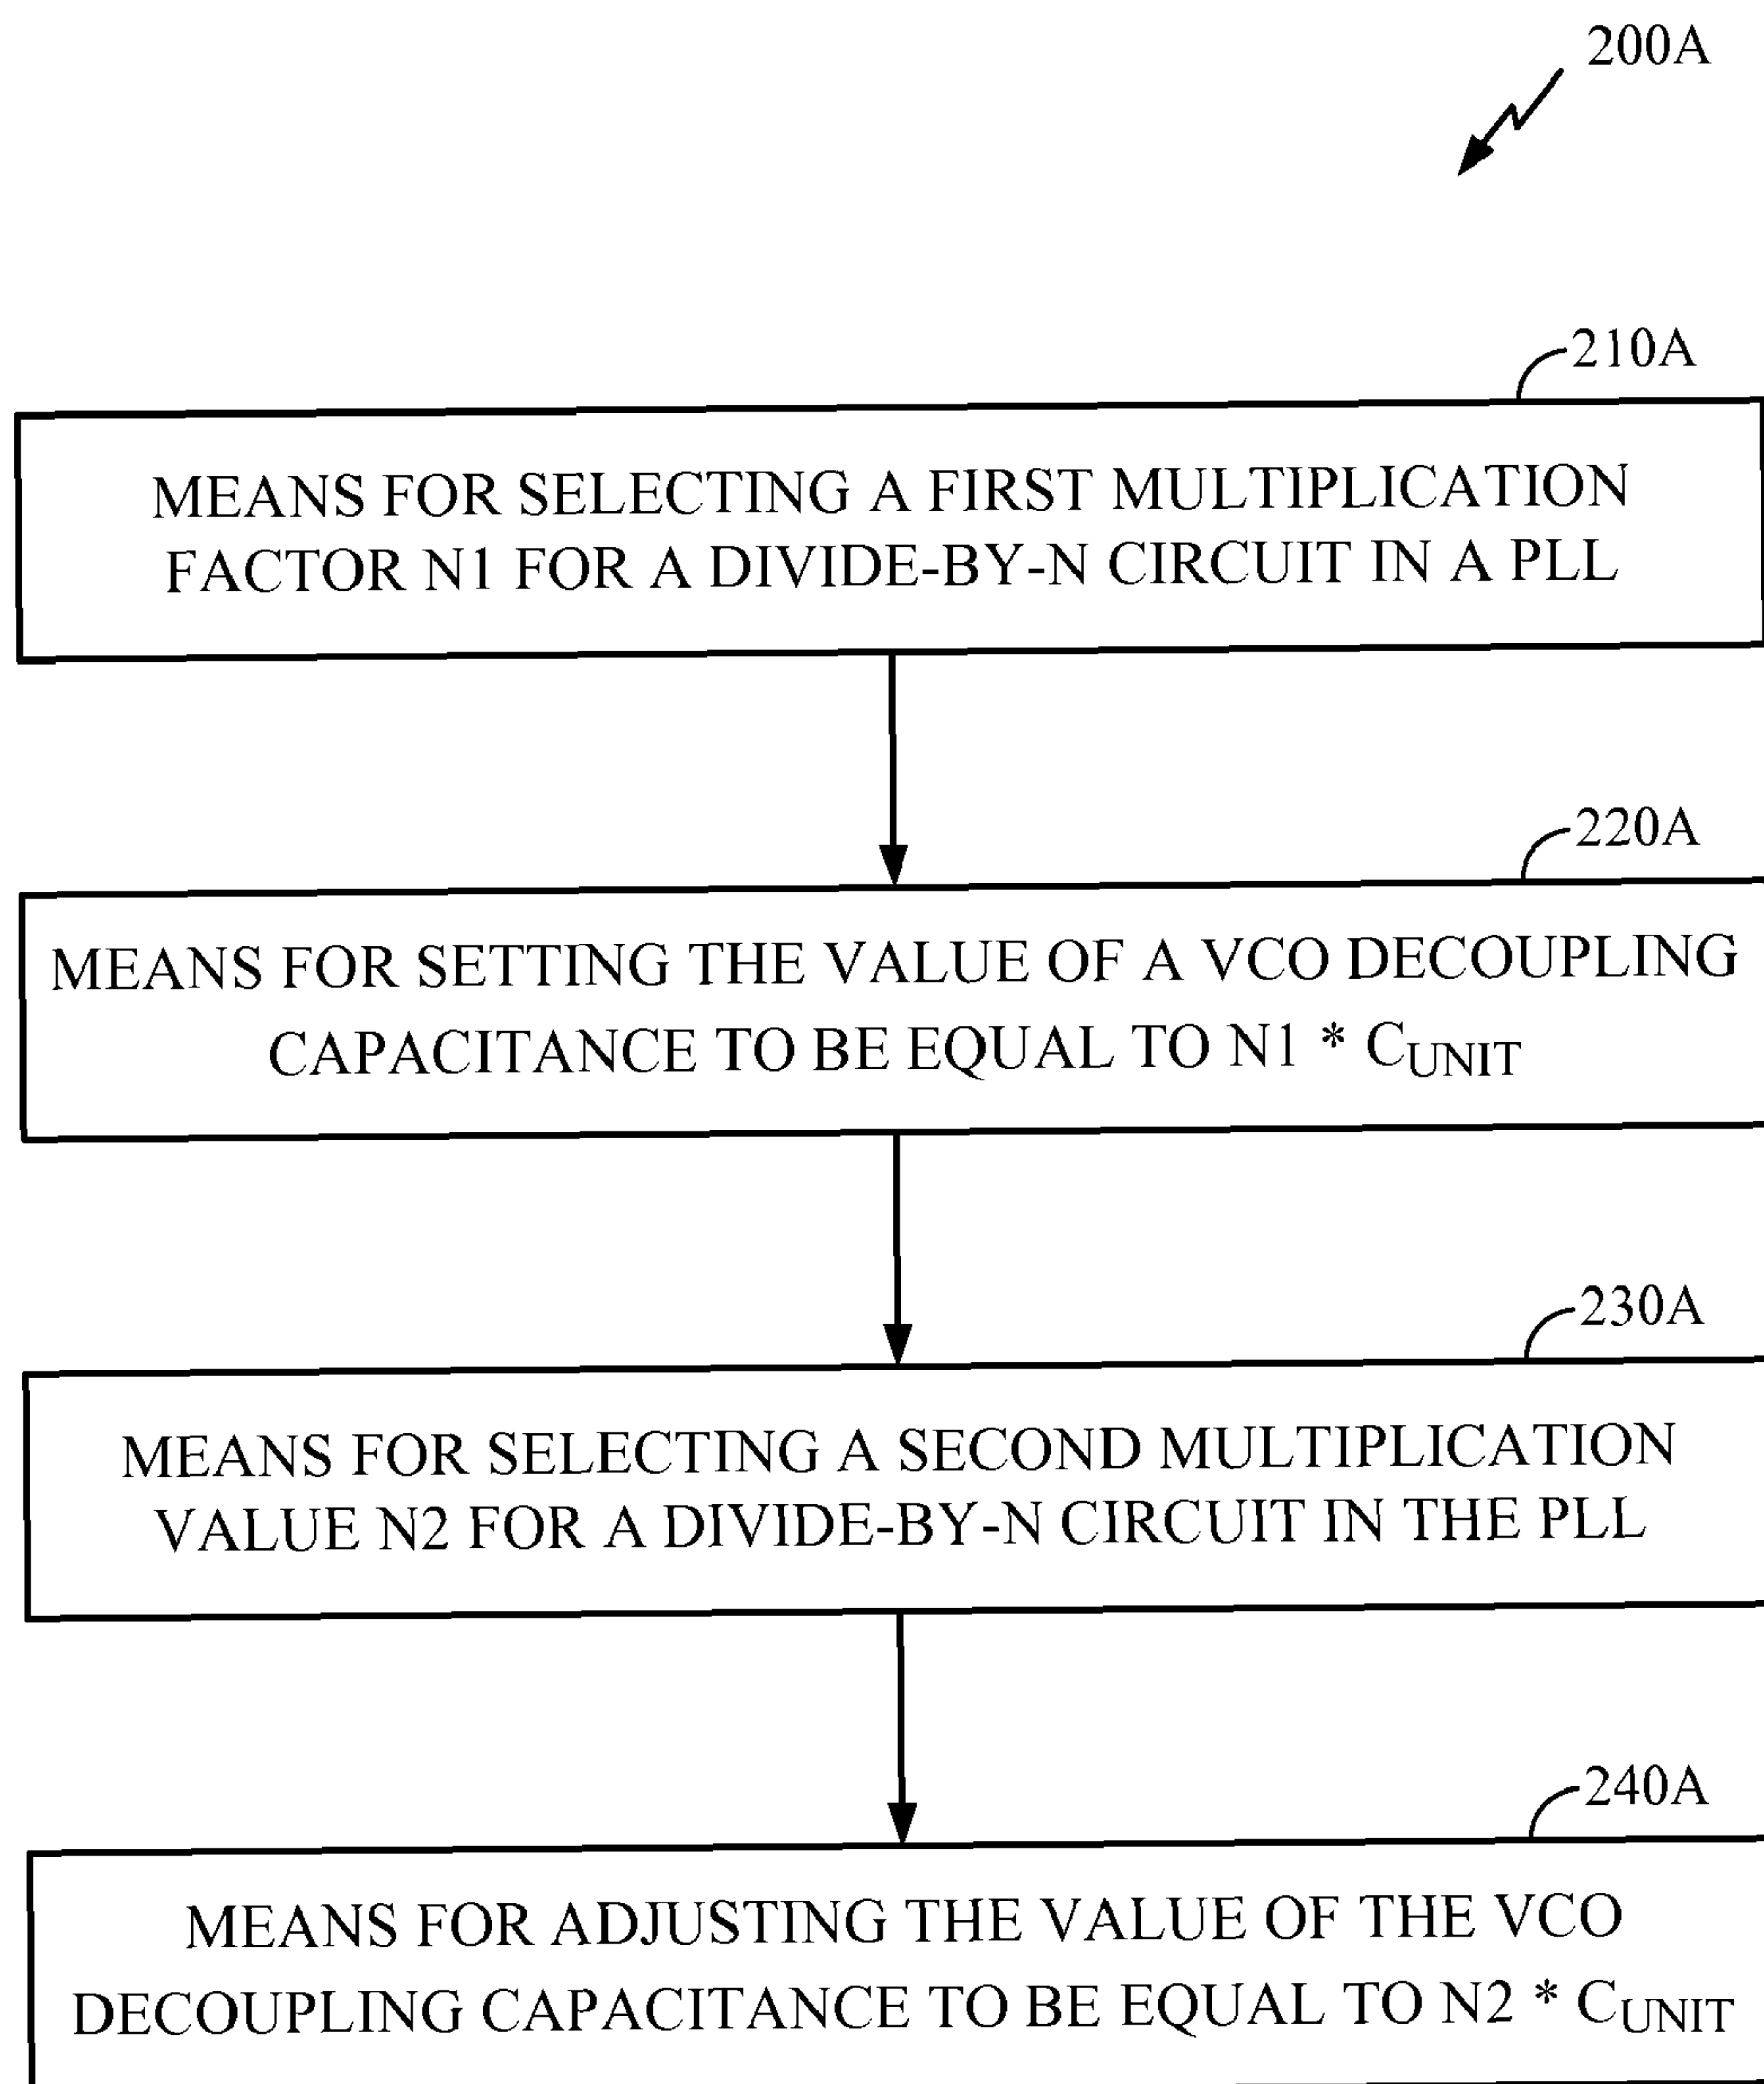 200A
210A
MEANS FOR SELECTING A FIRST MULTIPLICATION
FACTOR N1 FOR A DIVIDE-BY-N CIRCUIT IN A PLL
220A
MEANS FOR SETTING THE VALUE OF A VCO DECOUPLING
CAPACITANCE TO BE EQUAL TO N1 * CUNIT
230A
MEANS FOR SELECTING A SECOND MULTIPLICATION
VALUE N2 FOR A DIVIDE-BY-N CIRCUIT IN THE PLL
240A
MEANS FOR ADJUSTING THE VALUE OF THE VCO
DECOUPLING CAPACITANCE TO BE EQUAL TO N2 * CUNIT